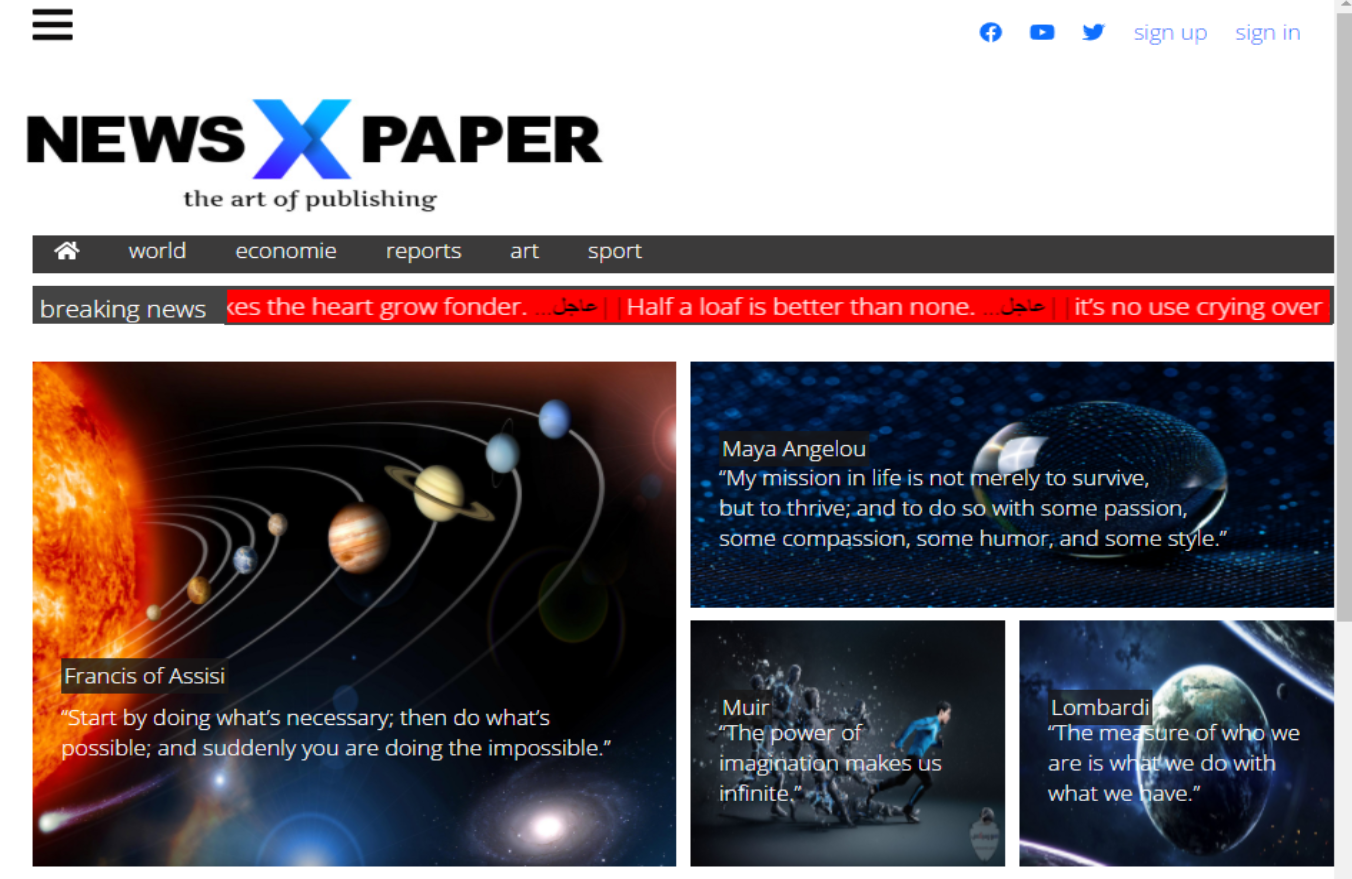 sign up sign in
NEWS X PAPER
the art of publishing
world economie reports art sport
breaking news kes the heart grow fonder. ...عاجل | | Half a loaf is better than none. ...عاجل | | it's no use crying over
Maya Angelou
“My mission in life is not merely to survive,
but to thrive; and to do so with some passion,
some compassion, some humor, and some style.”
Francis of Assisi
“Start by doing what’s necessary; then do what’s
possible; and suddenly you are doing the impossible.”
Muir
“The power of
imagination makes us
infinite.”
Lombardi
“The measure of who we
are is what we do with
what we have.”